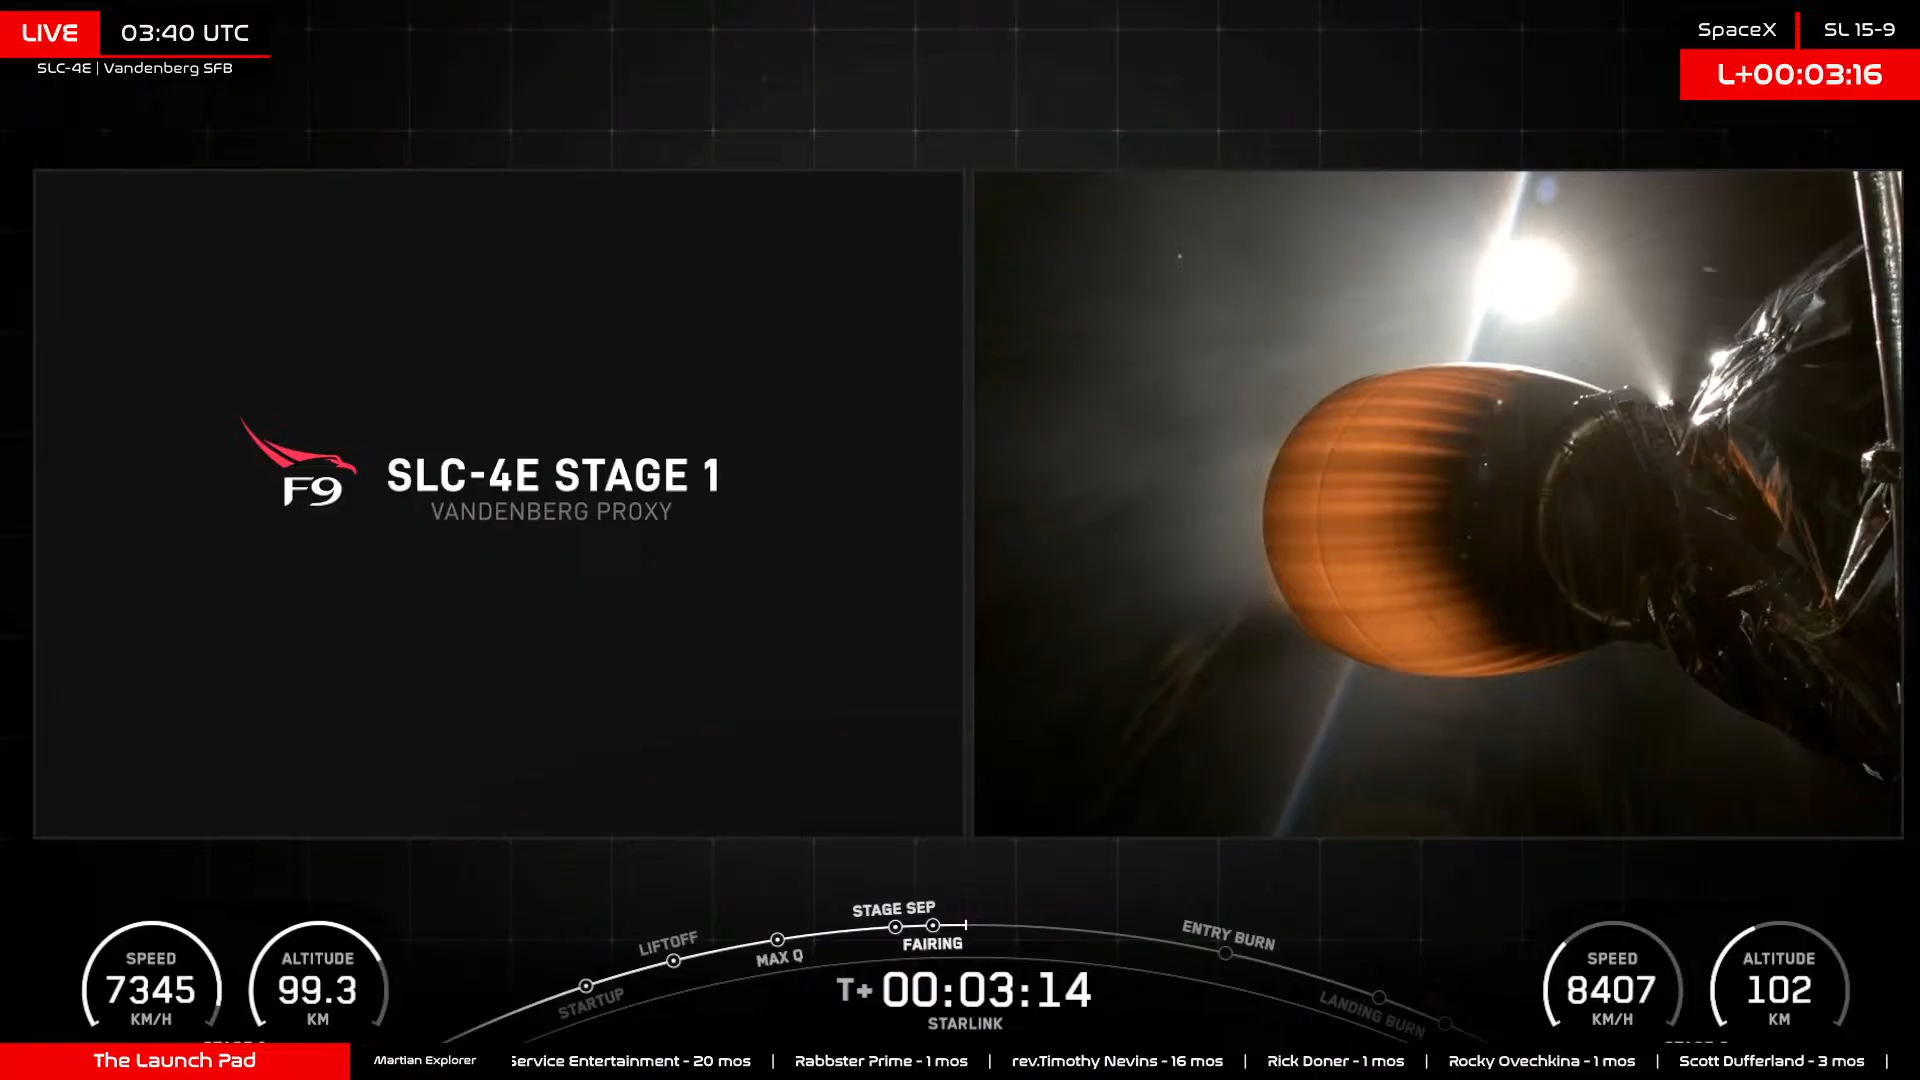 LIVE 03:40 UTC
SLC-4E | Vandenberg SFB
SpaceX SL 15-9
L+00:03:16
F9
SLC-4E STAGE 1
VANDENBERG PROXY
SPEED
7345
KM/H
ALTITUDE
99.3
KM
STARTUP
LIFTOFF
MAX Q
STAGE SEP
FAIRING
ENTRY BURN
LANDING BURN
T+ 00:03:14
STARLINK
SPEED
8407
KM/H
ALTITUDE
102
KM
The Launch Pad
Martian Explorer Service Entertainment - 20 mos | Rabbster Prime - 1 mos | rev.Timothy Nevins - 16 mos | Rick Doner - 1 mos | Rocky Ovechkina - 1 mos | Scott Dufferland - 3 mos |